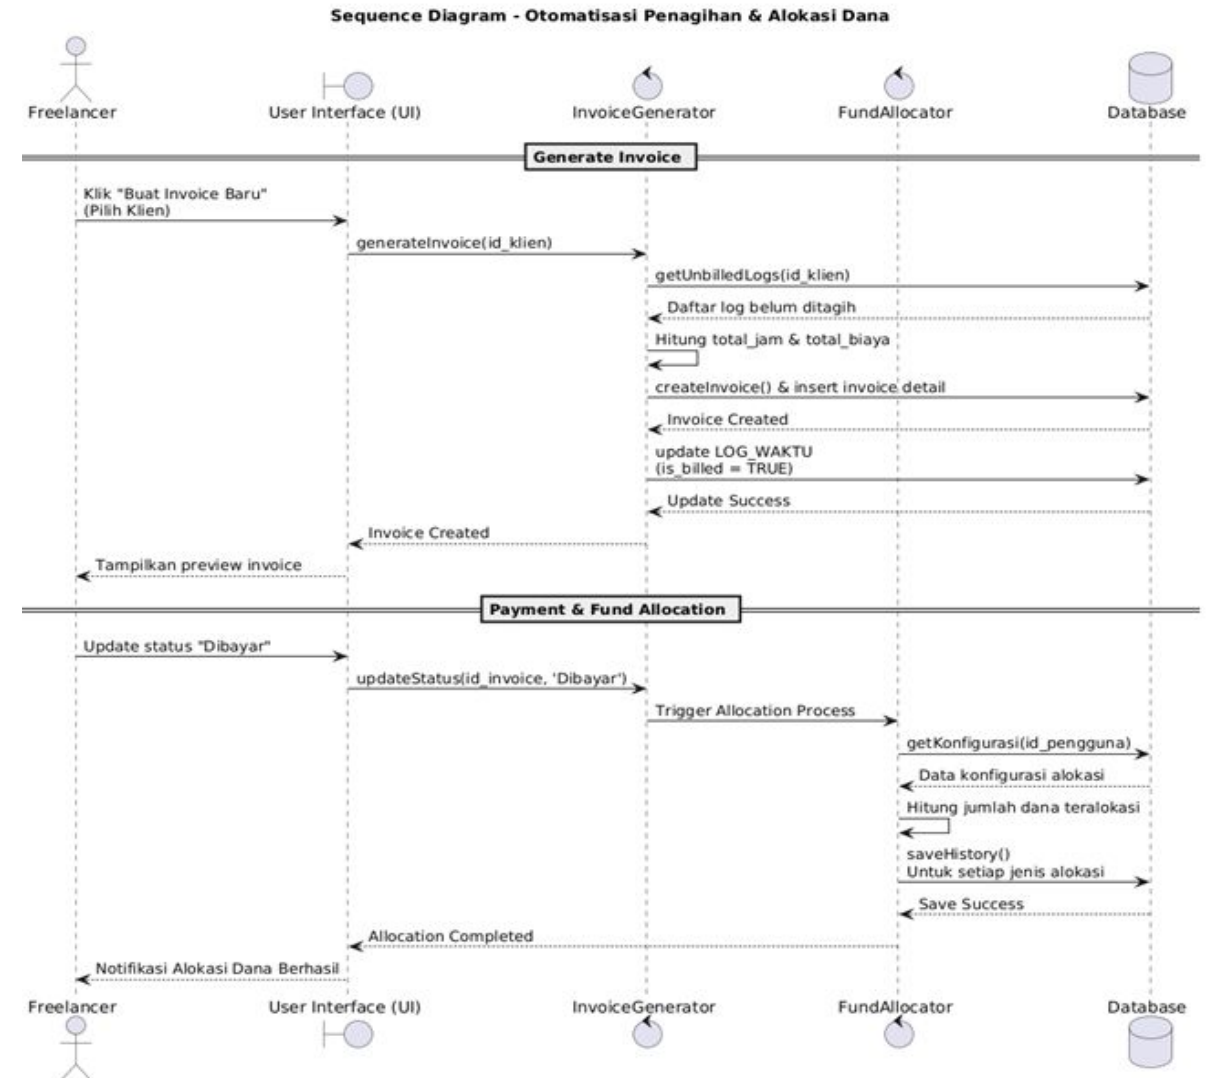 Sequence Diagram - Otomatisasi Penagihan & Alokasi Dana
Freelancer
User Interface (UI)
InvoiceGenerator
FundAllocator
Database
Generate Invoice
Klik "Buat Invoice Baru"
(Pilih Klien)
generateInvoice(id_klien)
getUnbilledLogs(id_klien)
Daftar log belum ditagih
Hitung total_jam & total_biaya
createInvoice() & insert invoice detail
Invoice Created
update LOG_WAKTU
(is_billed = TRUE)
Update Success
Invoice Created
Tampilkan preview invoice
Payment & Fund Allocation
Update status "Dibayar"
updateStatus(id_invoice, 'Dibayar')
Trigger Allocation Process
getKonfigurasi(id_pengguna)
Data konfigurasi alokasi
Hitung jumlah dana teralokasi
saveHistory()
Untuk setiap jenis alokasi
Save Success
Allocation Completed
Notifikasi Alokasi Dana Berhasil
Freelancer
User Interface (UI)
InvoiceGenerator
FundAllocator
Database